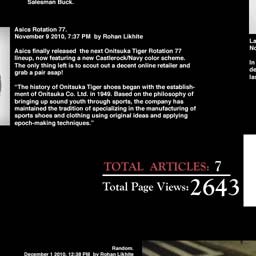 Salesman Buck.
Asics Rotation 77.
November 9 2010, 7:37 PM by Rohan Likhite
Asics finally released the next Onitsuka Tiger Rotation 77
lineup, now featuring a new Castlerock/Navy color scheme.
The only thing left is to scout out a decent online retailer and
grab a pair asap!
"The history of Onitsuka Tiger shoes began with the establish-
ment of Onitsuka Co. Ltd. in 1949. Based on the philosophy of
bringing up sound youth through sports, the company has
maintained the tradition of specializing in the manufacturing of
sports shoes and clothing using original ideas and applying
epoch-making techniques."
La
No
In
de
lar
TOTAL ARTICLES: 7
Total Page Views: 2643
Random.
December 1 2010, 12:38 PM by Rohan Likhite